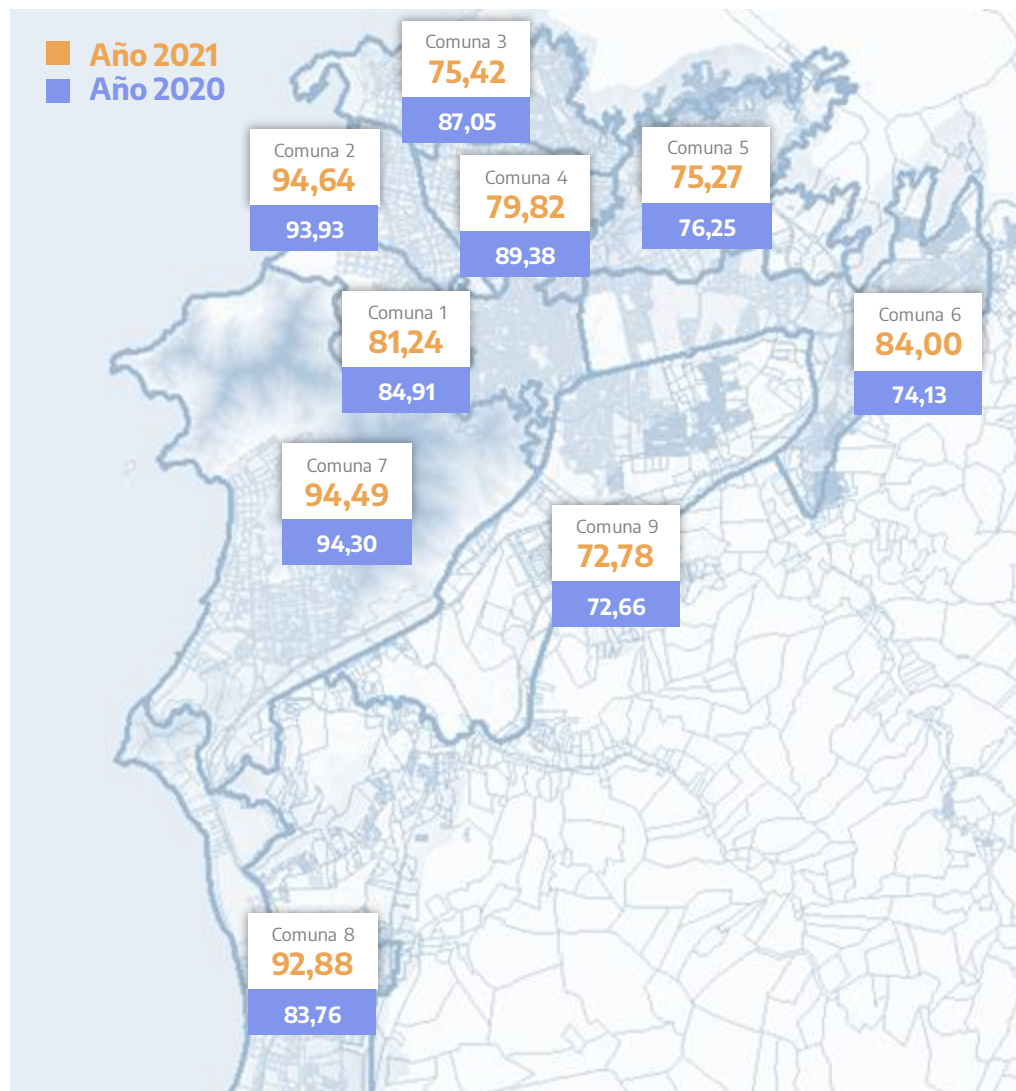 Año 2021
Año 2020
Comuna 3
75,42
87,05
Comuna 2
94,64
93,93
Comuna 4
79,82
89,38
Comuna 5
75,27
76,25
Comuna 1
81,24
84,91
Comuna 6
84,00
74,13
Comuna 7
94,49
94,30
Comuna 9
72,78
72,66
Comuna 8
92,88
83,76